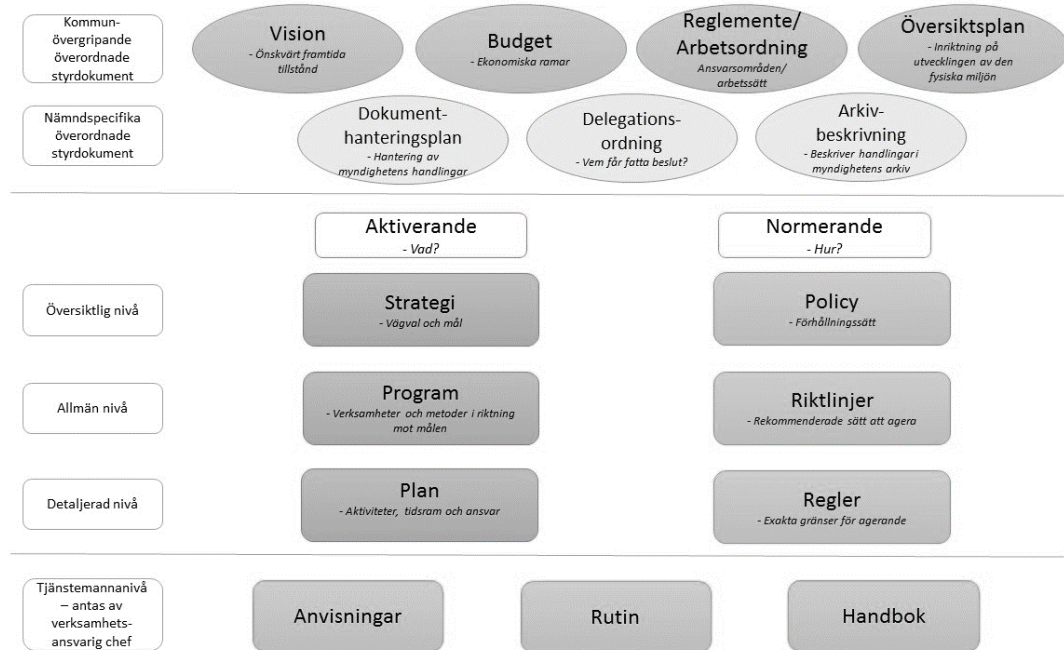 Kommun-
övergripande
överordnade
styrdokument
Vision
- Önskvärt framtida
tillstånd
Budget
- Ekonomiska ramar
Reglemente/
Arbetsordning
Ansvarsområden/
arbetssätt
Översiktsplan
- Inriktning på
utvecklingen av den
fysiska miljön
Nämndspecifika
överordnade
styrdokument
Dokument-
hanteringsplan
- Hantering av
myndighetens handlingar
Delegations-
ordning
- Vem får fatta beslut?
Arkiv-
beskrivning
- Beskriver handlingar i
myndighetens arkiv
Aktiverande
- Vad?
Normerande
- Hur?
Översiktlig nivå
Strategi
- Vägval och mål
Policy
- Förhållningssätt
Allmän nivå
Program
- Verksamheter och metoder i riktning
mot målen
Riktlinjer
- Rekommenderade sätt att agera
Detaljerad nivå
Plan
- Aktiviteter, tidsram och ansvar
Regler
- Exakta gränser för agerande
Tjänstemannanivå
– antas av
verksamhets-
ansvarig chef
Anvisningar
Rutin
Handbok